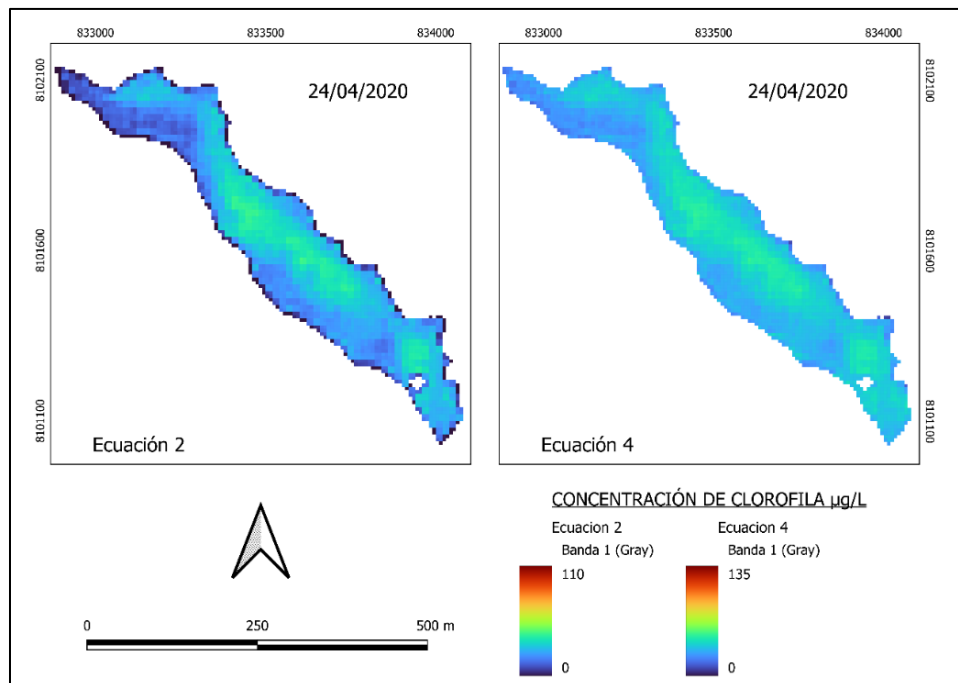 833000 833500 834000
833000 833500 834000
8102100
8101600
8101100
24/04/2020
Ecuación 2
24/04/2020
Ecuación 4
8102100
8101600
8101100
CONCENTRACIÓN DE CLOROFILA µg/L
Ecuacion 2
Banda 1 (Gray)
110
0
Ecuacion 4
Banda 1 (Gray)
135
0
0 250 500 m